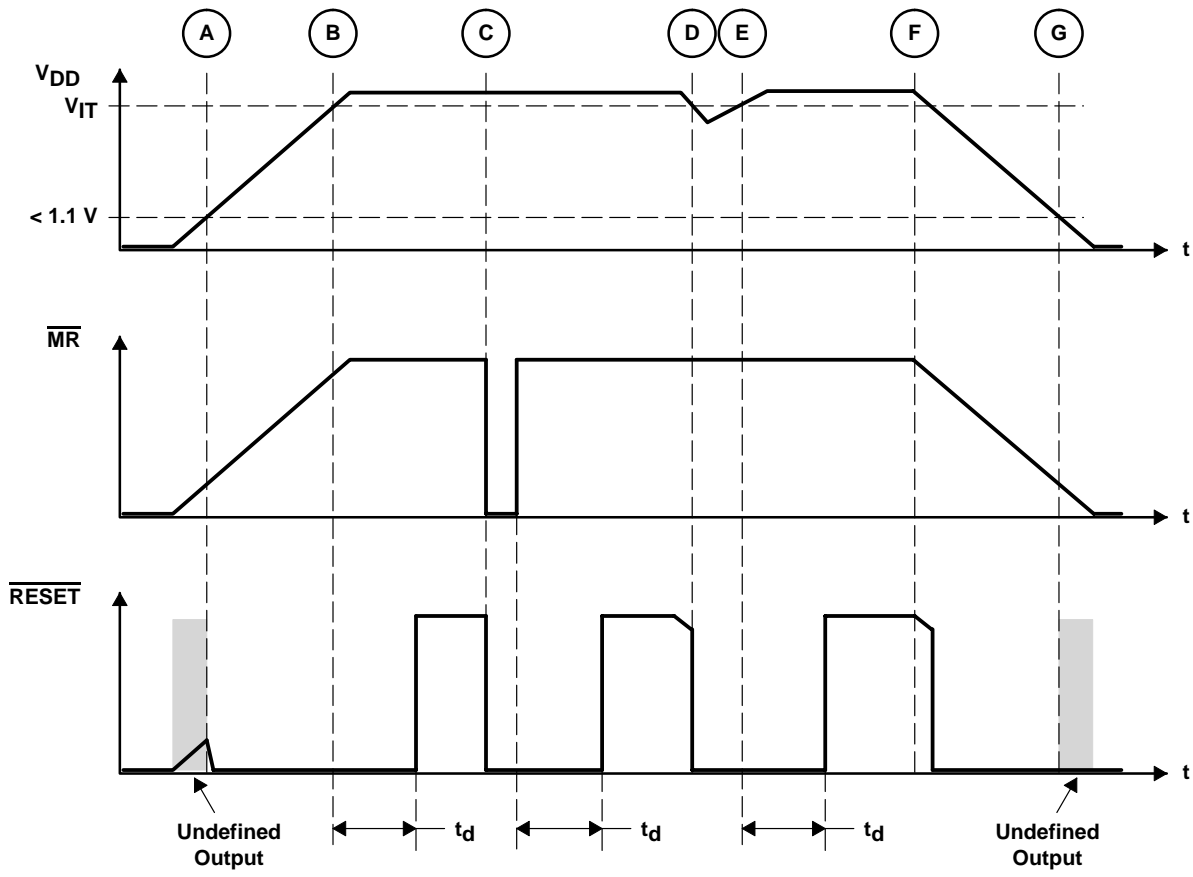 A B C D E F G
VDD
VIT
< 1.1 V
t
MR
t
RESET
t
td td td
Undefined
Output
Undefined
Output